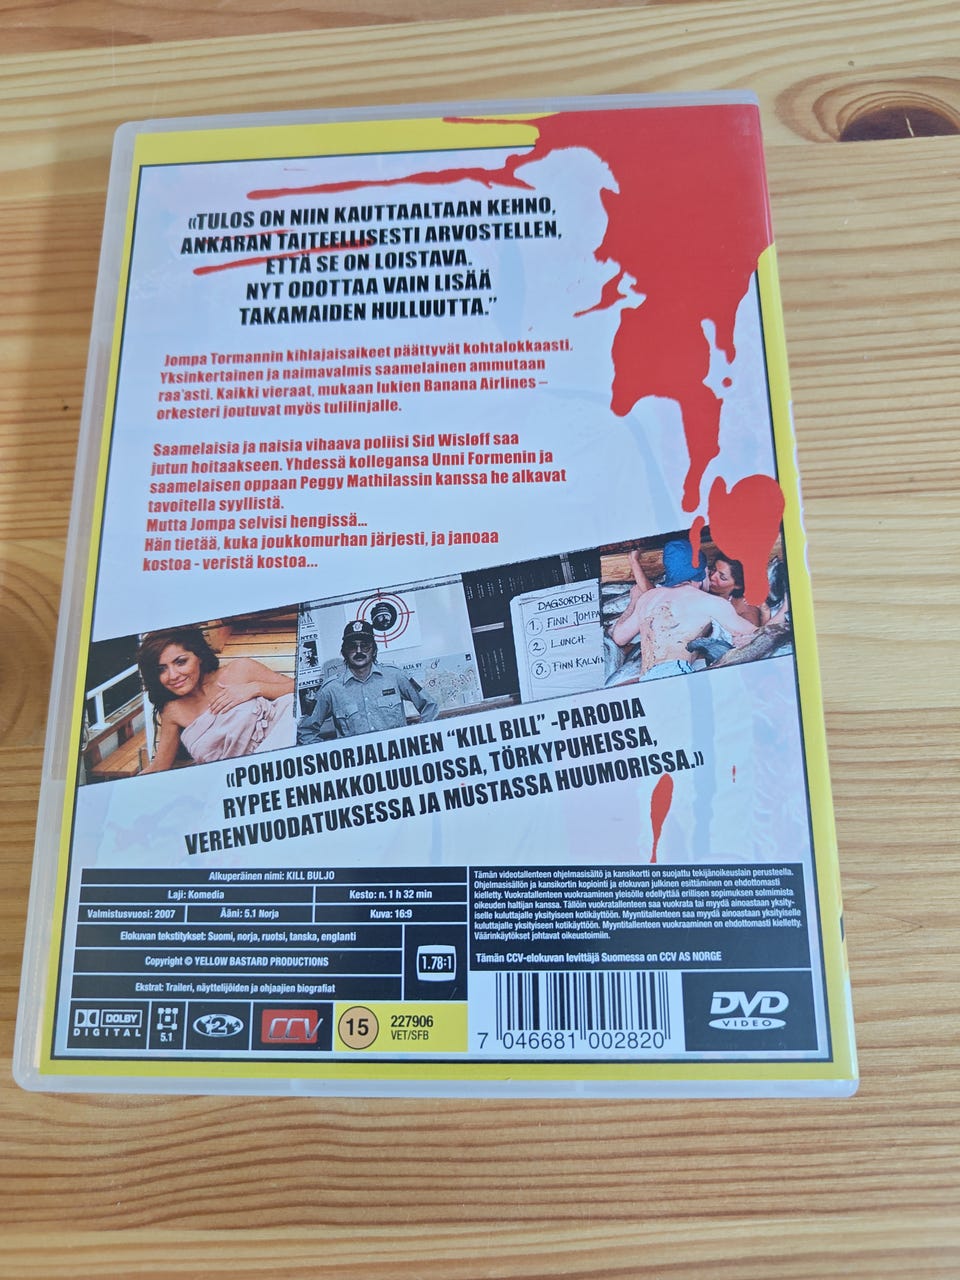 «TULOS ON NIIN KAUTTAALTAAN KEHNO,
ANKARAN TAITEELLISESTI ARVOSTELLEN,
ETTÄ SE ON LOISTAVA.
NYT ODOTTAA VAIN LISÄÄ
TAKAMAIDEN HULLUUTTA.”
Jompa Tormannin kihlajaisaikeet päättyvät kohtalokkaasti.
Yksinkertainen ja naimavalmis saamelainen ammutaan
raa'asti. Kaikki vieraat, mukaan lukien Banana Airlines –
orkesteri joutuvat myös tulilinjalle.
Saamelaisia ja naisia vihaava poliisi Sid Wisløff saa
jutun hoitaakseen. Yhdessä kollegansa Unni Formenin ja
saamelaisen oppaan Peggy Mathilassin kanssa he alkavat
tavoitella syyllistä.
Mutta Jompa selvisi hengissä...
Hän tietää, kuka joukkomurhan järjesti, ja janoaa
kostoa - veristä kostoa...
WANTED
WANTED
ALTA BY
DAGSORDEN:
1. FINN JOMPA
2. LUNCH
3. FINN KALVI
«POHJOISNORJALAINEN “KILL BILL” -PARODIA
RYPEE ENNAKKOLUULOISSA, TÖRKYPUHEISSA,
VERENVUODATUKSESSA JA MUSTASSA HUUMORISSA.»
Alkuperäinen nimi: KILL BULJO
Laji: Komedia
Kesto: n. 1 h 32 min
Valmistusvuosi: 2007
Ääni: 5.1 Norja
Kuva: 16:9
Elokuvan tekstitykset: Suomi, norja, ruotsi, tanska, englanti
Copyright © YELLOW BASTARD PRODUCTIONS
1.78:1
Ekstrat: Traileri, näyttelijöiden ja ohjaajien biografiat
Tämän videotallenteen ohjelmasisältö ja kansikortti on suojattu tekijänoikeuslain perusteella.
Ohjelmasisällön ja kansikortin kopiointi ja elokuvan julkinen esittäminen on ehdottomasti
kielletty. Vuokratallenteen vuokraaminen yleisölle edellyttää erillisen sopimuksen solmimista
oikeuden haltijan kanssa. Tällöin vuokratallenteen saa vuokrata tai myydä ainoastaan yksity-
iselle kuluttajalle yksityiseen kotikäyttöön. Myyntitallenteen saa myydä ainoastaan yksityiselle
kuluttajalle yksityiseen kotikäyttöön. Myyntitallenteen vuokraaminen on ehdottomasti kielletty.
Väärinkäytökset johtavat oikeustoimiin.
Tämän CCV-elokuvan levittäjä Suomessa on CCV AS NORGE
DOLBY
DIGITAL
5.1
2
CCV
15
227906
VET/SFB
7 046681 002820
DVD
VIDEO